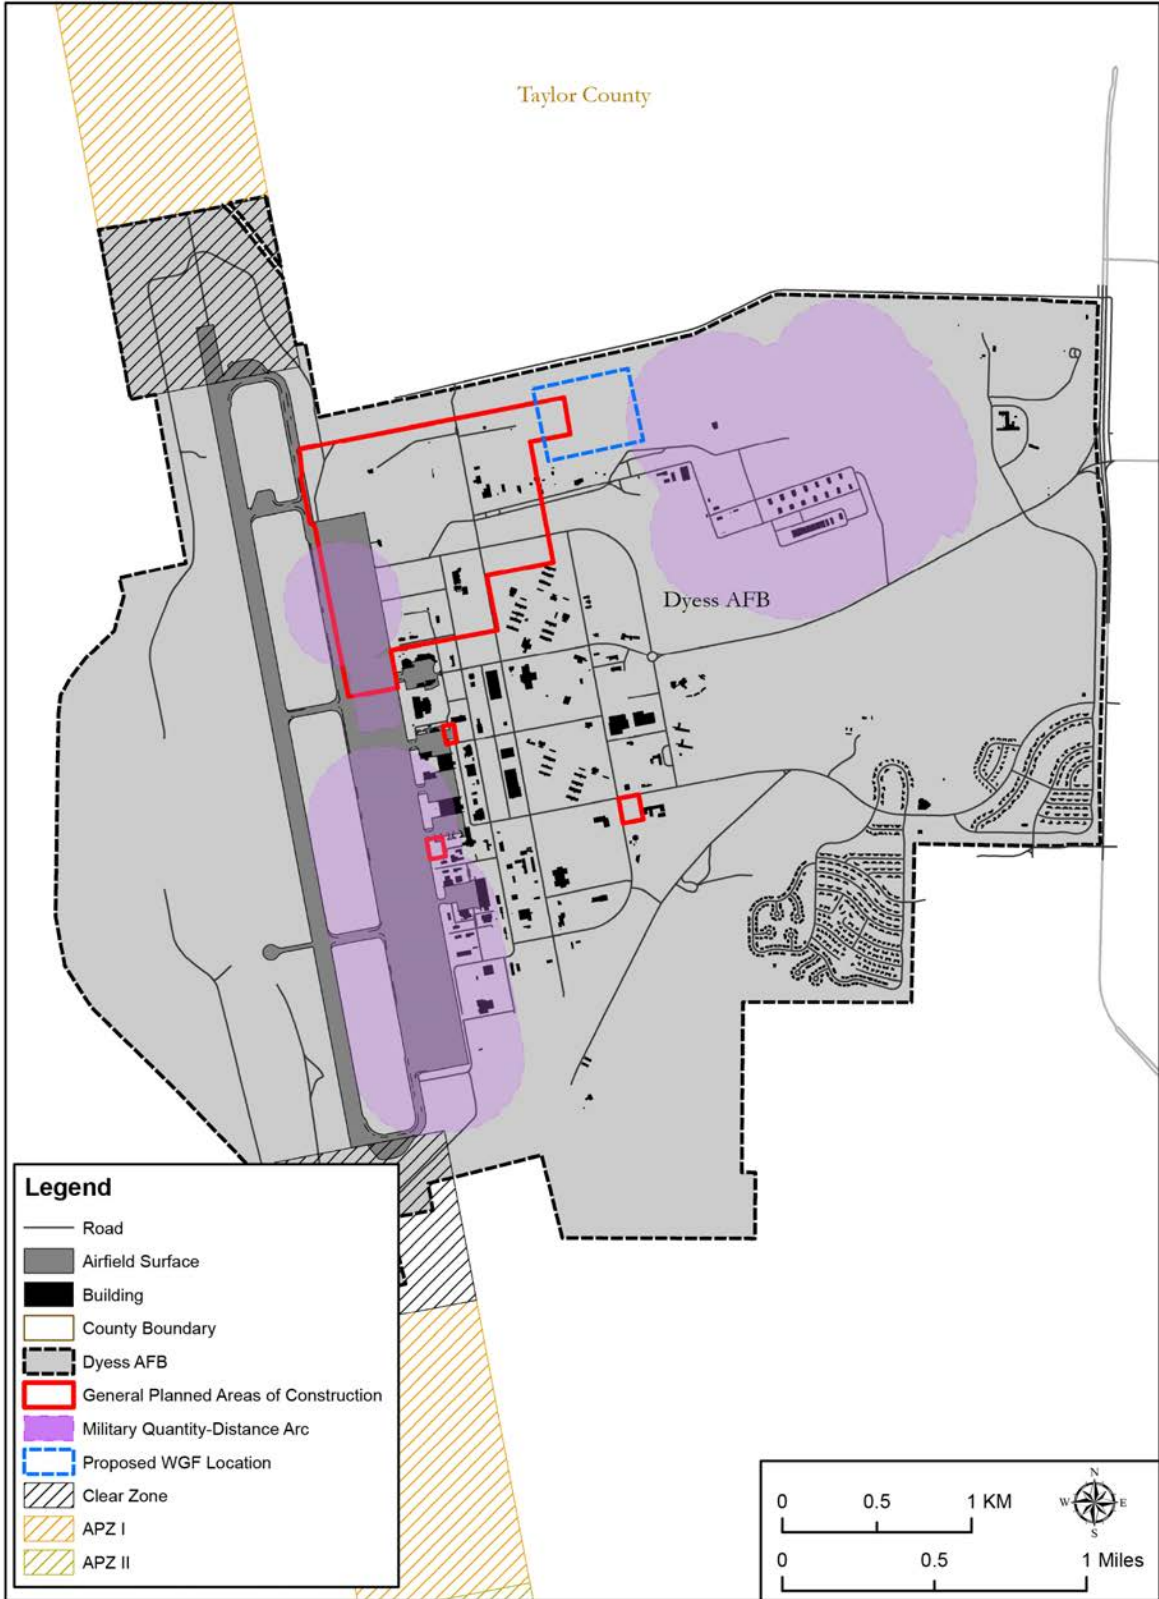 Taylor County
Dyess AFB
Legend
Road
Airfield Surface
Building
County Boundary
Dyess AFB
General Planned Areas of Construction
Military Quantity-Distance Arc
Proposed WGF Location
Clear Zone
APZ I
APZ II
0 0.5 1 KM
N
W E
S
0 0.5 1 Miles